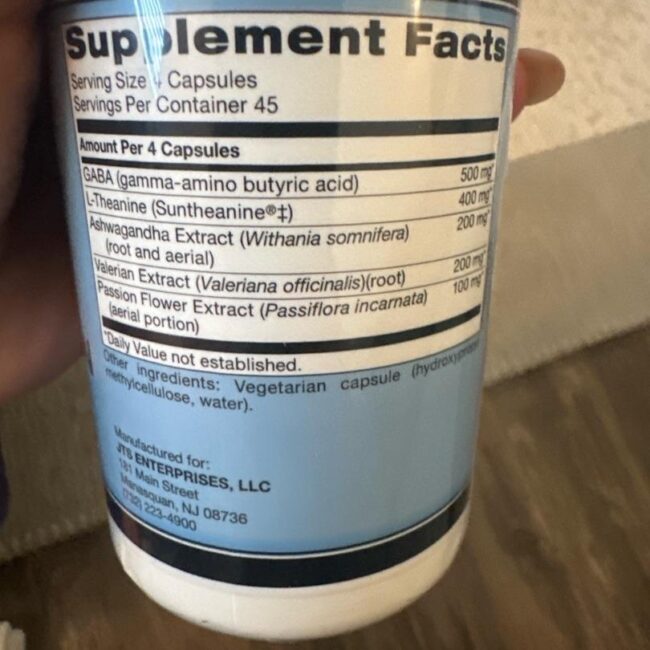 Supplement Facts
Serving Size 4 Capsules
Servings Per Container 45
Amount Per 4 Capsules
GABA (gamma-amino butyric acid) 500 mg*
L-Theanine (Suntheanine®‡) 400 mg*
Ashwagandha Extract (Withania somnifera) 200 mg*
(root and aerial)
Valerian Extract (Valeriana officinalis)(root) 200 mg*
Passion Flower Extract (Passiflora incarnata) 100 mg*
(aerial portion)
*Daily Value not established.
Other ingredients: Vegetarian capsule (hydroxypropyl
methylcellulose, water).
Manufactured for:
JTS ENTERPRISES, LLC
181 Main Street
Manasquan, NJ 08736
(732) 223-4900